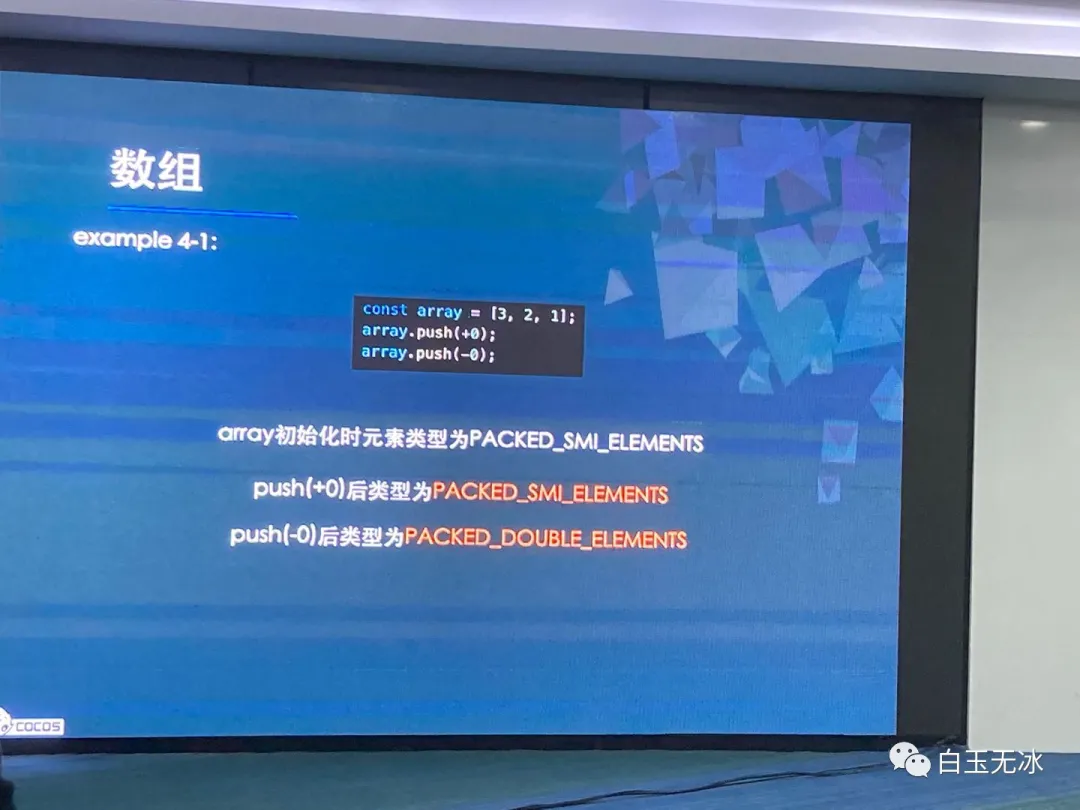 数组
example 4-1:
const array = [3, 2, 1];
array.push(+0);
array.push(-0);
array初始化时元素类型为PACKED_SMI_ELEMENTS
push(+0)后类型为PACKED_SMI_ELEMENTS
push(-0)后类型为PACKED_DOUBLE_ELEMENTS
COCOS
白玉无冰